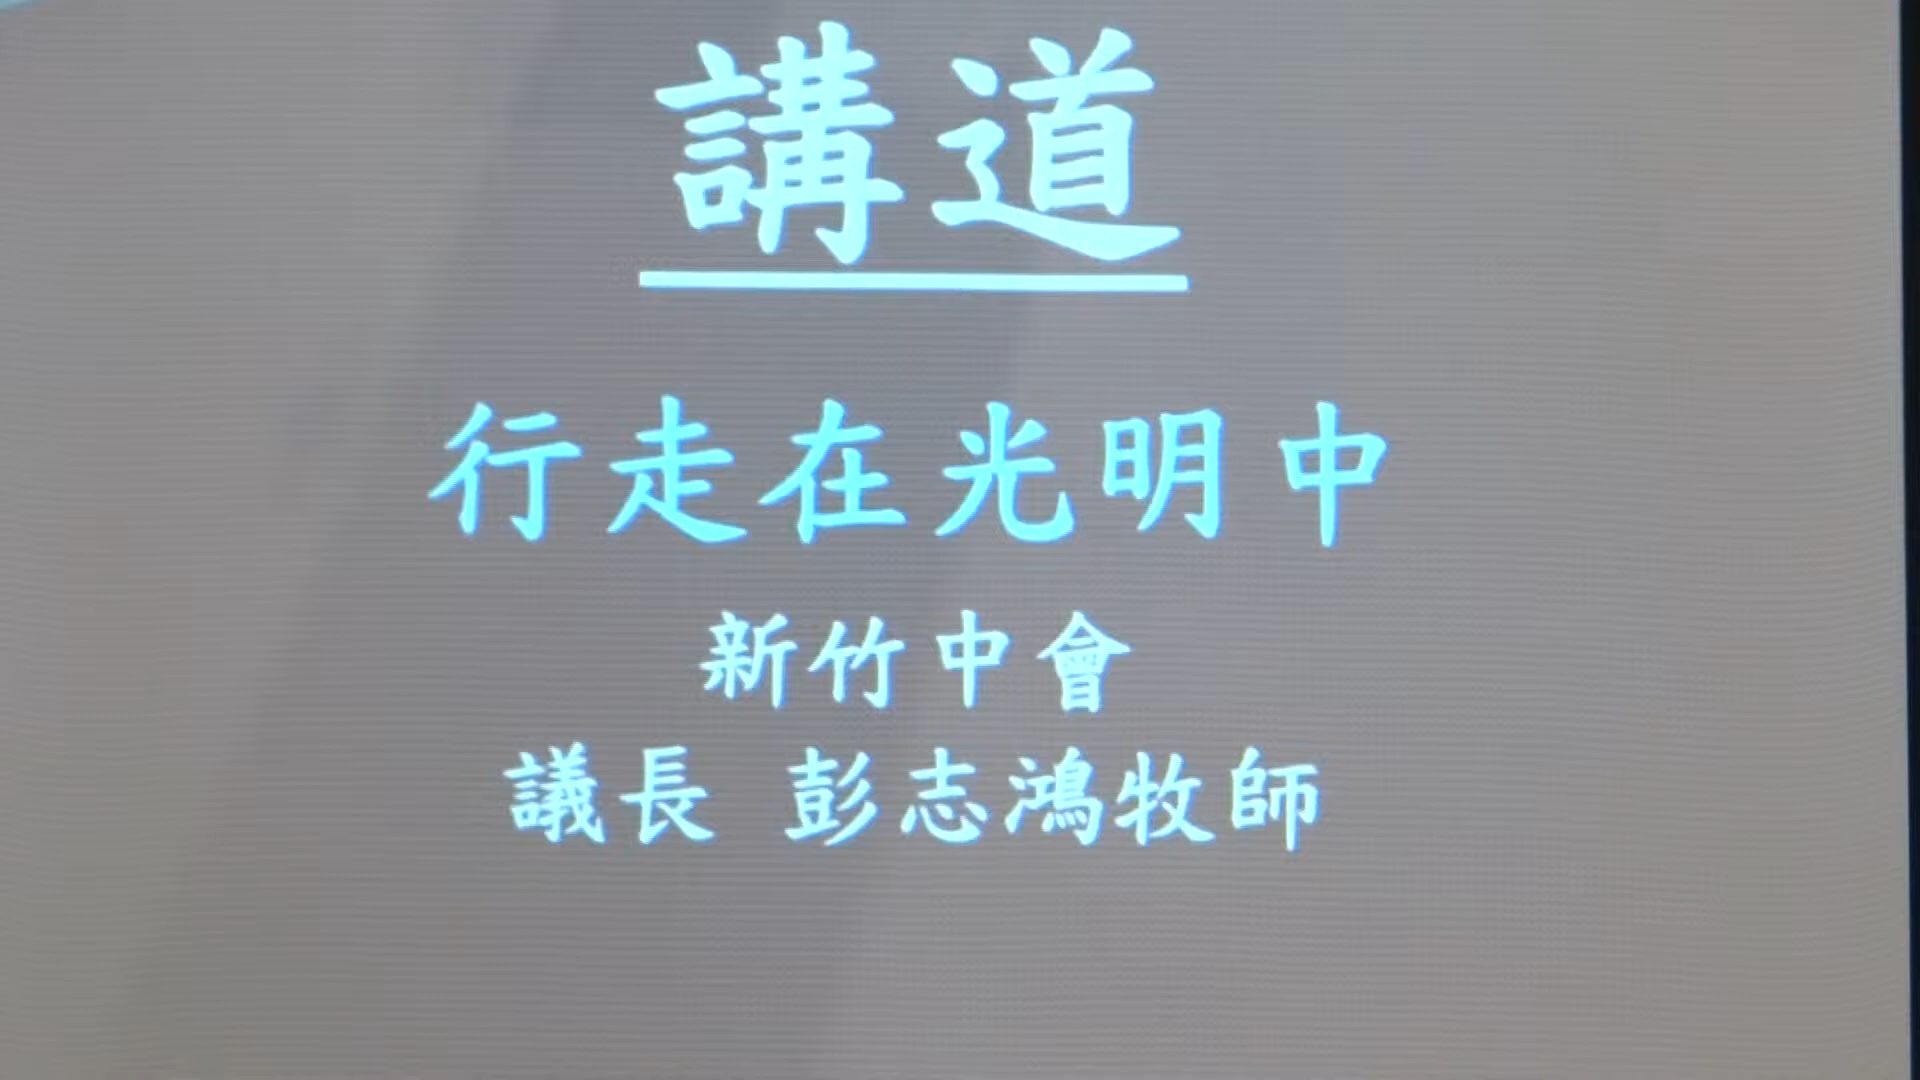 講道
行走在光明中
新竹中會
議長 彭志鴻牧師